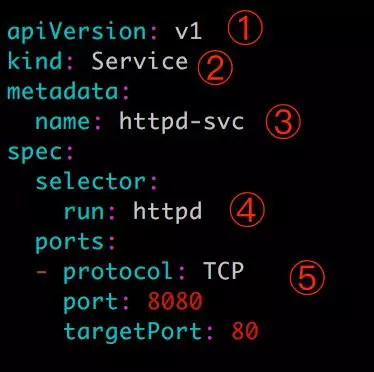 apiVersion: v1 ①
kind: Service ②
metadata:
  name: httpd-svc ③
spec:
  selector:
    run: httpd ④
  ports:
  - protocol: TCP ⑤
    port: 8080
    targetPort: 80